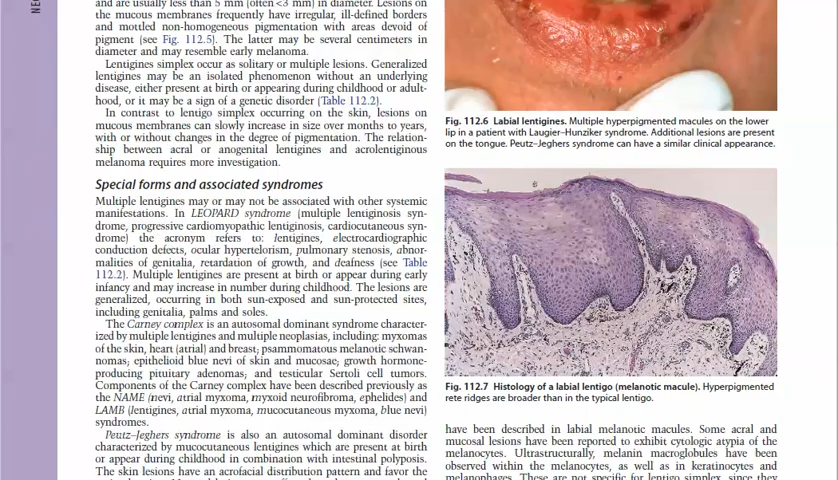 NE
and are usually less than 5 mm (often <3 mm) in diameter. Lesions on
the mucous membranes frequently have irregular, ill-defined borders
and mottled non-homogeneous pigmentation with areas devoid of
pigment (see Fig. 112.5). The latter may be several centimeters in
diameter and may resemble early melanoma.
Lentigines simplex occur as solitary or multiple lesions. Generalized
lentigines may be an isolated phenomenon without an underlying
disease, either present at birth or appearing during childhood or adult-
hood, or it may be a sign of a genetic disorder (Table 112.2).
In contrast to lentigo simplex occurring on the skin, lesions on
mucous membranes can slowly increase in size over months to years,
with or without changes in the degree of pigmentation. The relation-
ship between acral or anogenital lentigines and acrolentiginous
melanoma requires more investigation.
Special forms and associated syndromes
Multiple lentigines may or may not be associated with other systemic
manifestations. In LEOPARD syndrome (multiple lentiginosis syn-
drome, progressive cardiomyopathic lentiginosis, cardiocutaneous syn-
drome) the acronym refers to: lentigines, electrocardiographic
conduction defects, ocular hypertelorism, pulmonary stenosis, abnor-
malities of genitalia, retardation of growth, and deafness (see Table
112.2). Multiple lentigines are present at birth or appear during early
infancy and may increase in number during childhood. The lesions are
generalized, occurring in both sun-exposed and sun-protected sites,
including genitalia, palms and soles.
The Carney complex is an autosomal dominant syndrome character-
ized by multiple lentigines and multiple neoplasias, including: myxomas
of the skin, heart (atrial) and breast; psammomatous melanotic schwan-
nomas; epithelioid blue nevi of skin and mucosae; growth hormone-
producing pituitary adenomas; and testicular Sertoli cell tumors.
Components of the Carney complex have been described previously as
the NAME (nevi, atrial myxoma, myxoid neurofibroma, ephelides) and
LAMB (lentigines, atrial myxoma, mucocutaneous myxoma, blue nevi)
syndromes.
Peutz–Jeghers syndrome is also an autosomal dominant disorder
characterized by mucocutaneous lentigines which are present at birth
or appear during childhood in combination with intestinal polyposis.
The skin lesions have an acrofacial distribution pattern and favor the
Fig. 112.6 Labial lentigines. Multiple hyperpigmented macules on the lower
lip in a patient with Laugier–Hunziker syndrome. Additional lesions are present
on the tongue. Peutz–Jeghers syndrome can have a similar clinical appearance.
Fig. 112.7 Histology of a labial lentigo (melanotic macule). Hyperpigmented
rete ridges are broader than in the typical lentigo.
have been described in labial melanotic macules. Some acral and
mucosal lesions have been reported to exhibit cytologic atypia of the
melanocytes. Ultrastructurally, melanin macroglobules have been
observed within the melanocytes, as well as in keratinocytes and
melanophages. These are not specific for lentigo simplex, since they